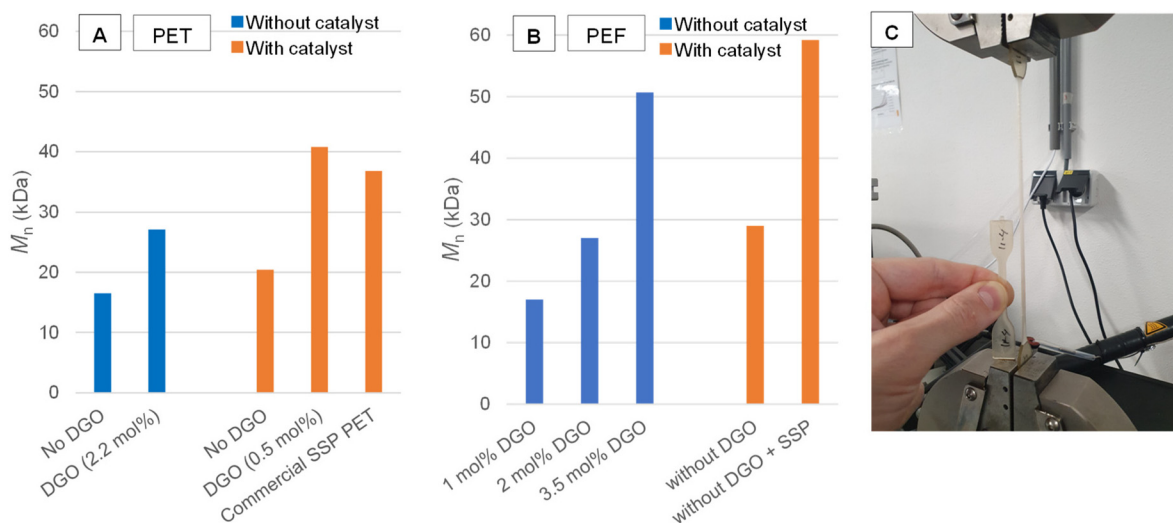 A
PET
Without catalyst
With catalyst
60
50
40
30
20
10
0
Mn (kDa)
No DGO
DGO (2.2 mol%)
No DGO
DGO (0.5 mol%)
Commercial SSP PET
B
PEF
Without catalyst
With catalyst
60
50
40
30
20
10
0
Mn (kDa)
1 mol% DGO
2 mol% DGO
3.5 mol% DGO
without DGO
without DGO + SSP
C